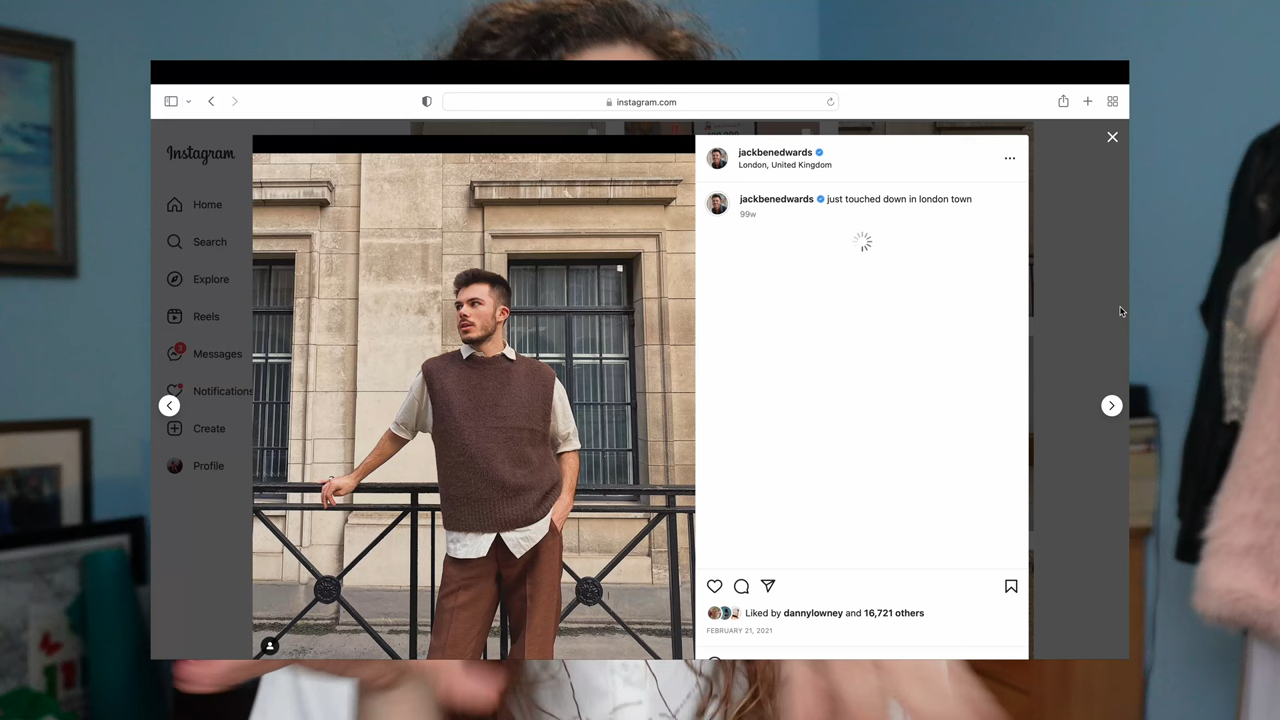 instagram.com
Instagram
Home
Search
Explore
Reels
3
Messages
Notifications
Create
Profile
jackbenedwards
London, United Kingdom
jackbenedwards just touched down in london town
99w
Liked by dannylowney and 16,721 others
FEBRUARY 21, 2021